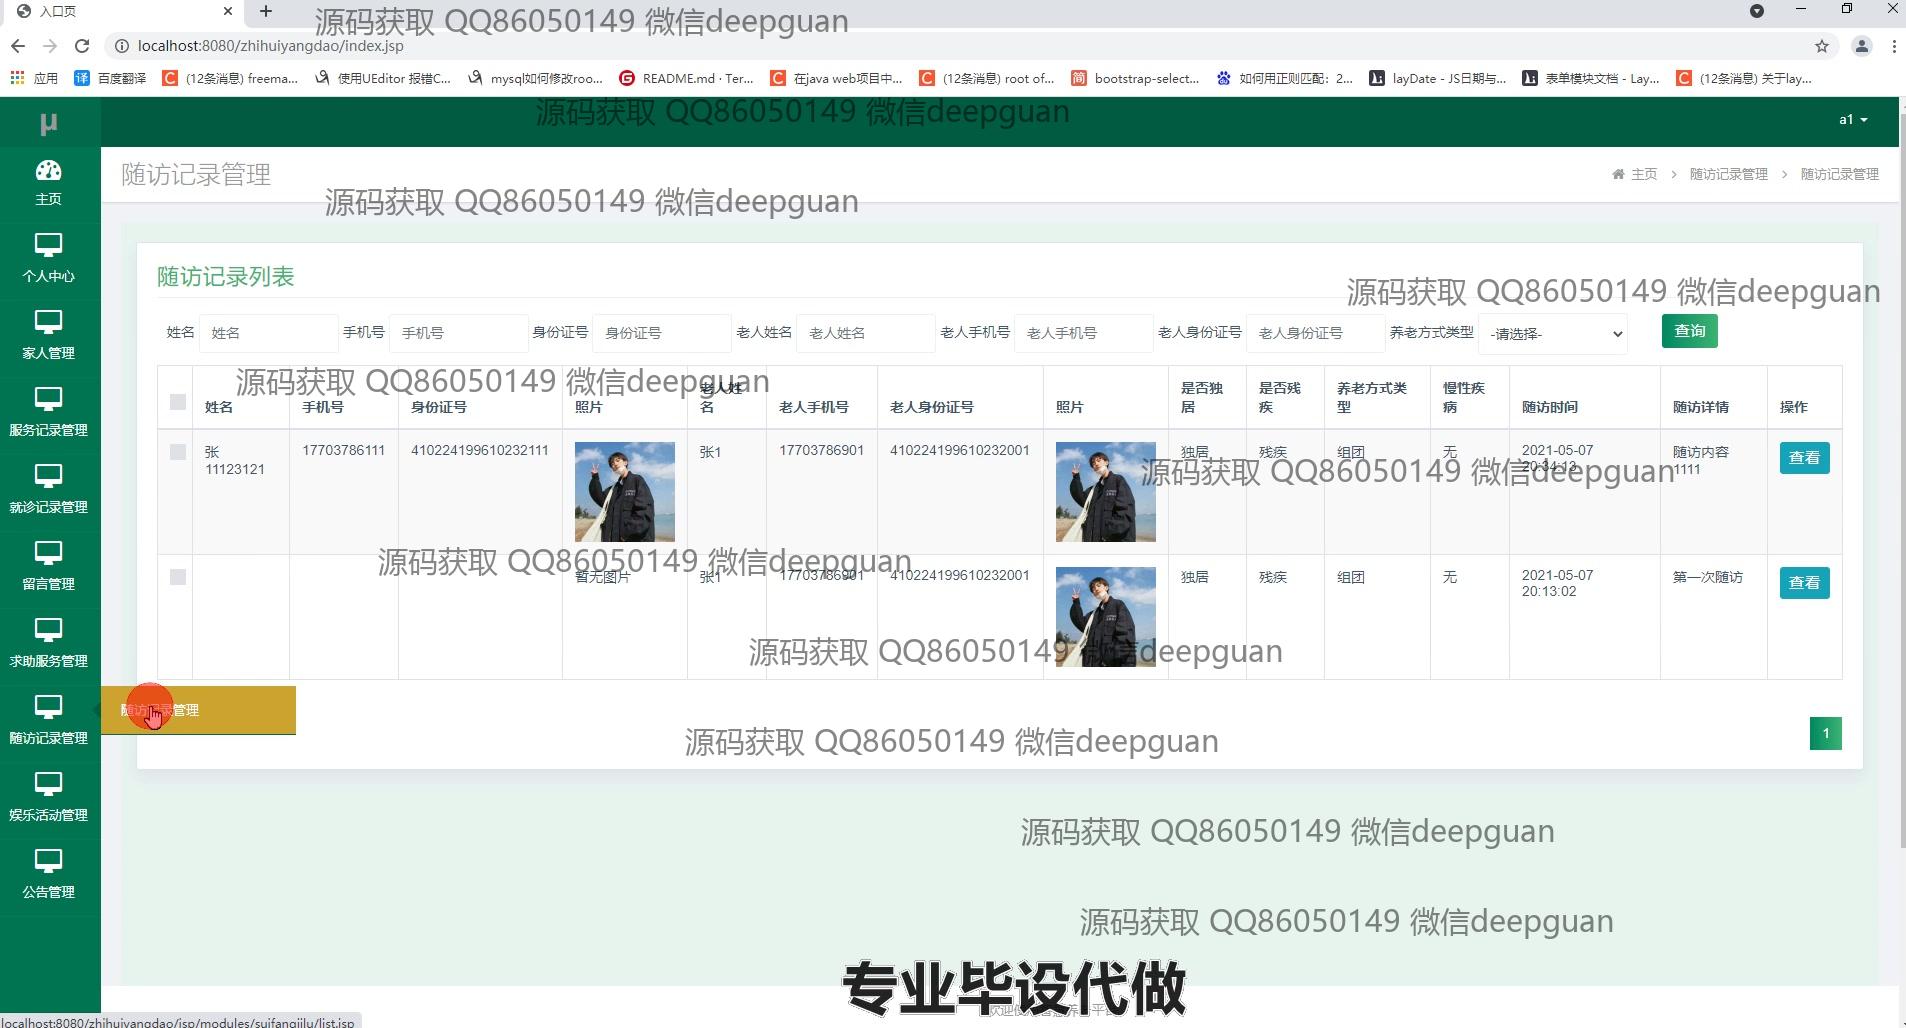 入口页
源码获取 QQ86050149 微信deepguan
localhost:8080/zhihuiyangdao/index.jsp
应用 百度翻译 (12条消息) freema... 使用UEditor 报错C... mysql如何修改roo... README.md · Ter... 在java web项目中... (12条消息) root of... bootstrap-select... 如何用正则匹配：2... layDate - JS日期与... 表单模块文档 - Lay... (12条消息) 关于lay...
μ
源码获取 QQ86050149 微信deepguan
a1
主页
个人中心
家人管理
服务记录管理
就诊记录管理
留言管理
求助服务管理
随访记录管理
娱乐活动管理
公告管理
随访记录管理
主页 > 随访记录管理 > 随访记录管理
源码获取 QQ86050149 微信deepguan
随访记录列表
源码获取 QQ86050149 微信deepguan
姓名 姓名 手机号 手机号 身份证号 身份证号 老人姓名 老人姓名 老人手机号 老人手机号 老人身份证号 老人身份证号 养老方式类型 -请选择- 查询
源码获取 QQ86050149 微信deepguan
姓名 手机号 身份证号 照片 老人姓名 老人手机号 老人身份证号 照片 是否独居 是否残疾 养老方式类型 慢性疾病 随访时间 随访详情 操作
张11123121 17703786111 410224199610232111 张1 17703786901 410224199610232001 独居 残疾 组团 无 2021-05-07 20:34:13 随访内容1111 查看
源码获取 QQ86050149 微信deepguan
源码获取 QQ86050149 微信deepguan
暂无图片 张1 17703786901 410224199610232001 独居 残疾 组团 无 2021-05-07 20:13:02 第一次随访 查看
源码获取 QQ86050149 微信deepguan
随访记录管理
1
源码获取 QQ86050149 微信deepguan
源码获取 QQ86050149 微信deepguan
源码获取 QQ86050149 微信deepguan
专业毕设代做
localhost:8080/zhihuiyangdao/jsp/modules/suifangjilu/list.jsp